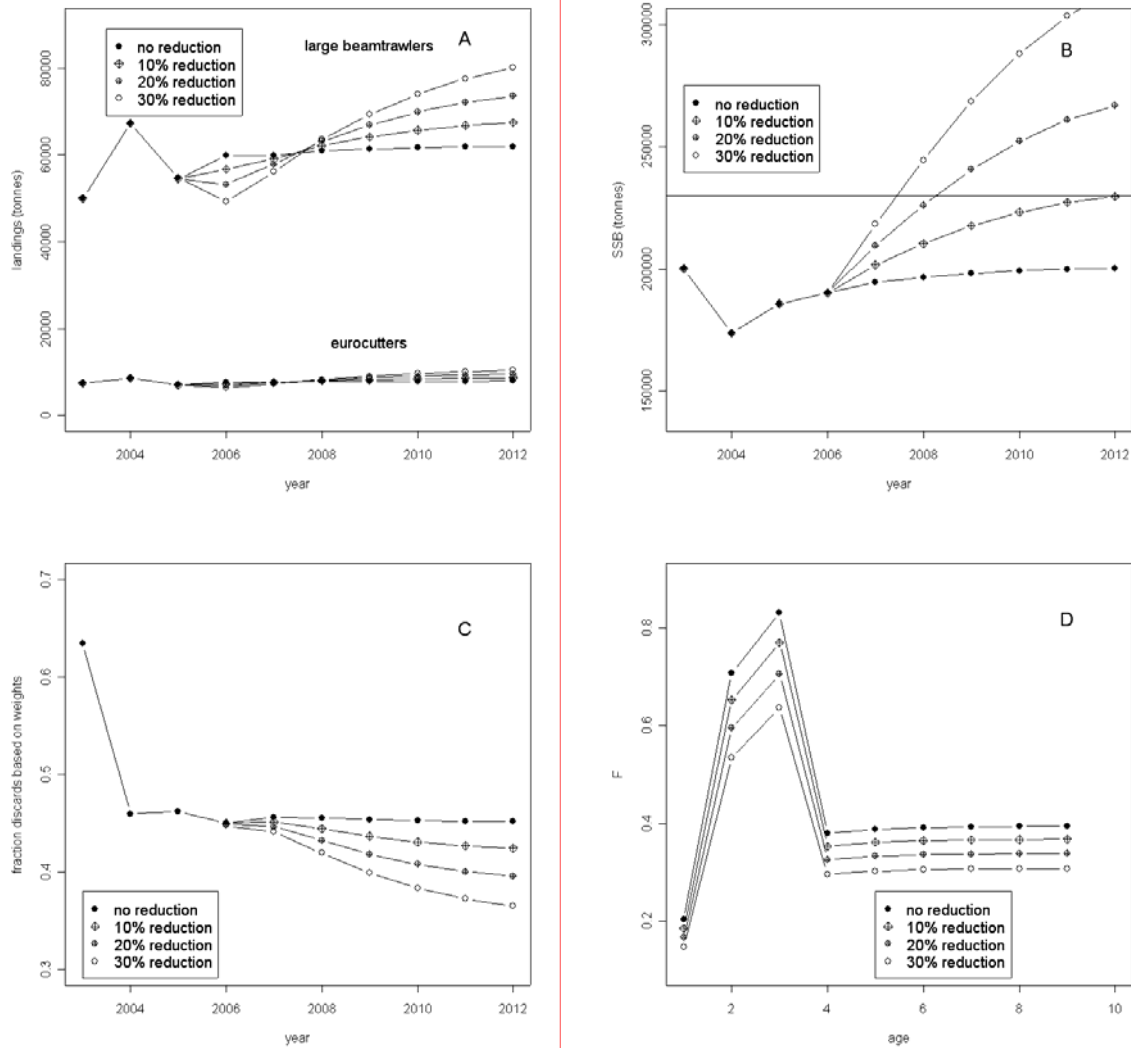 A
large beamtrawlers
no reduction
10% reduction
20% reduction
30% reduction
eurocutters
landings (tonnes)
0
20000
40000
60000
80000
2004
2006
2008
2010
2012
year
B
no reduction
10% reduction
20% reduction
30% reduction
SSB (tonnes)
150000
200000
250000
300000
2004
2006
2008
2010
2012
year
C
no reduction
10% reduction
20% reduction
30% reduction
fraction discards based on weights
0.3
0.4
0.5
0.6
0.7
2004
2006
2008
2010
2012
year
D
no reduction
10% reduction
20% reduction
30% reduction
F
0.2
0.4
0.6
0.8
2
4
6
8
10
age